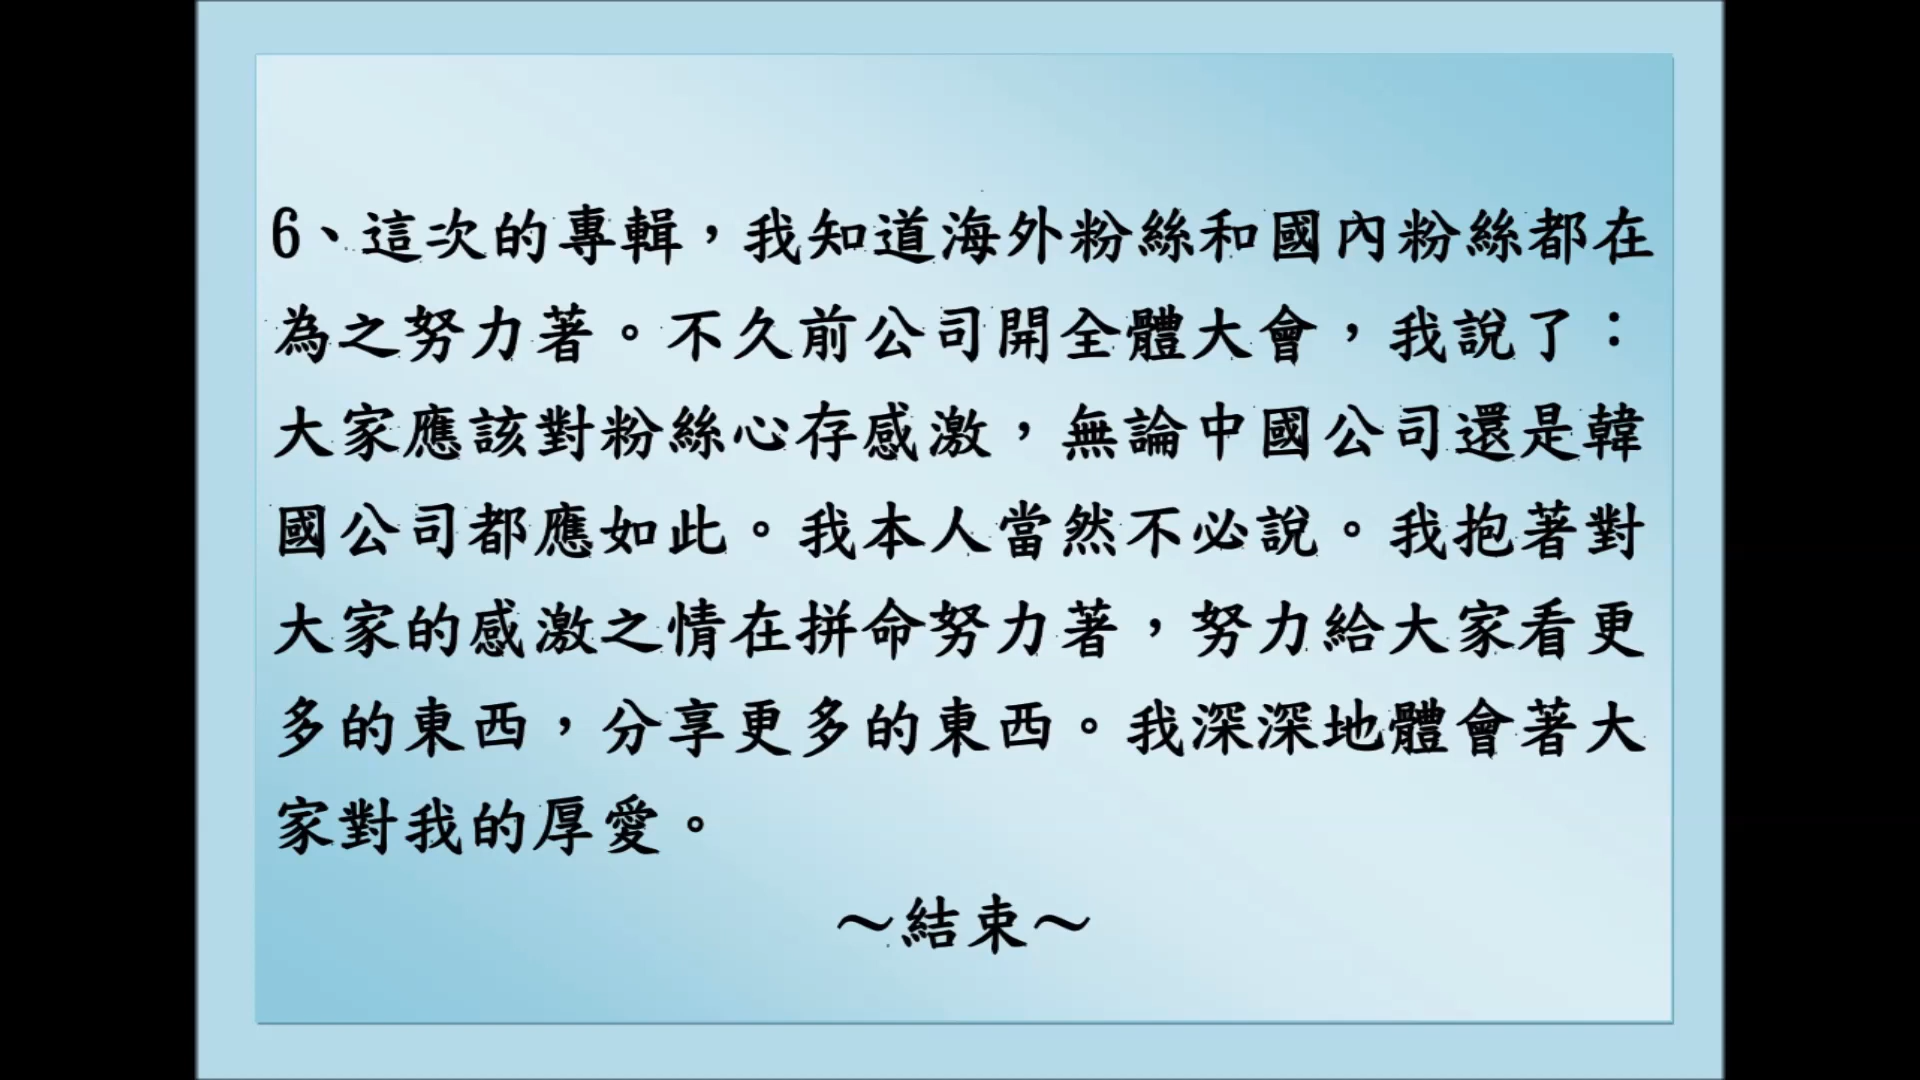 6、這次的專輯，我知道海外粉絲和國內粉絲都在
為之努力著。不久前公司開全體大會，我說了：
大家應該對粉絲心存感激，無論中國公司還是韓
國公司都應如此。我本人當然不必說。我抱著對
大家的感激之情在拼命努力著，努力給大家看更
多的東西，分享更多的東西。我深深地體會著大
家對我的厚愛。
～結束～